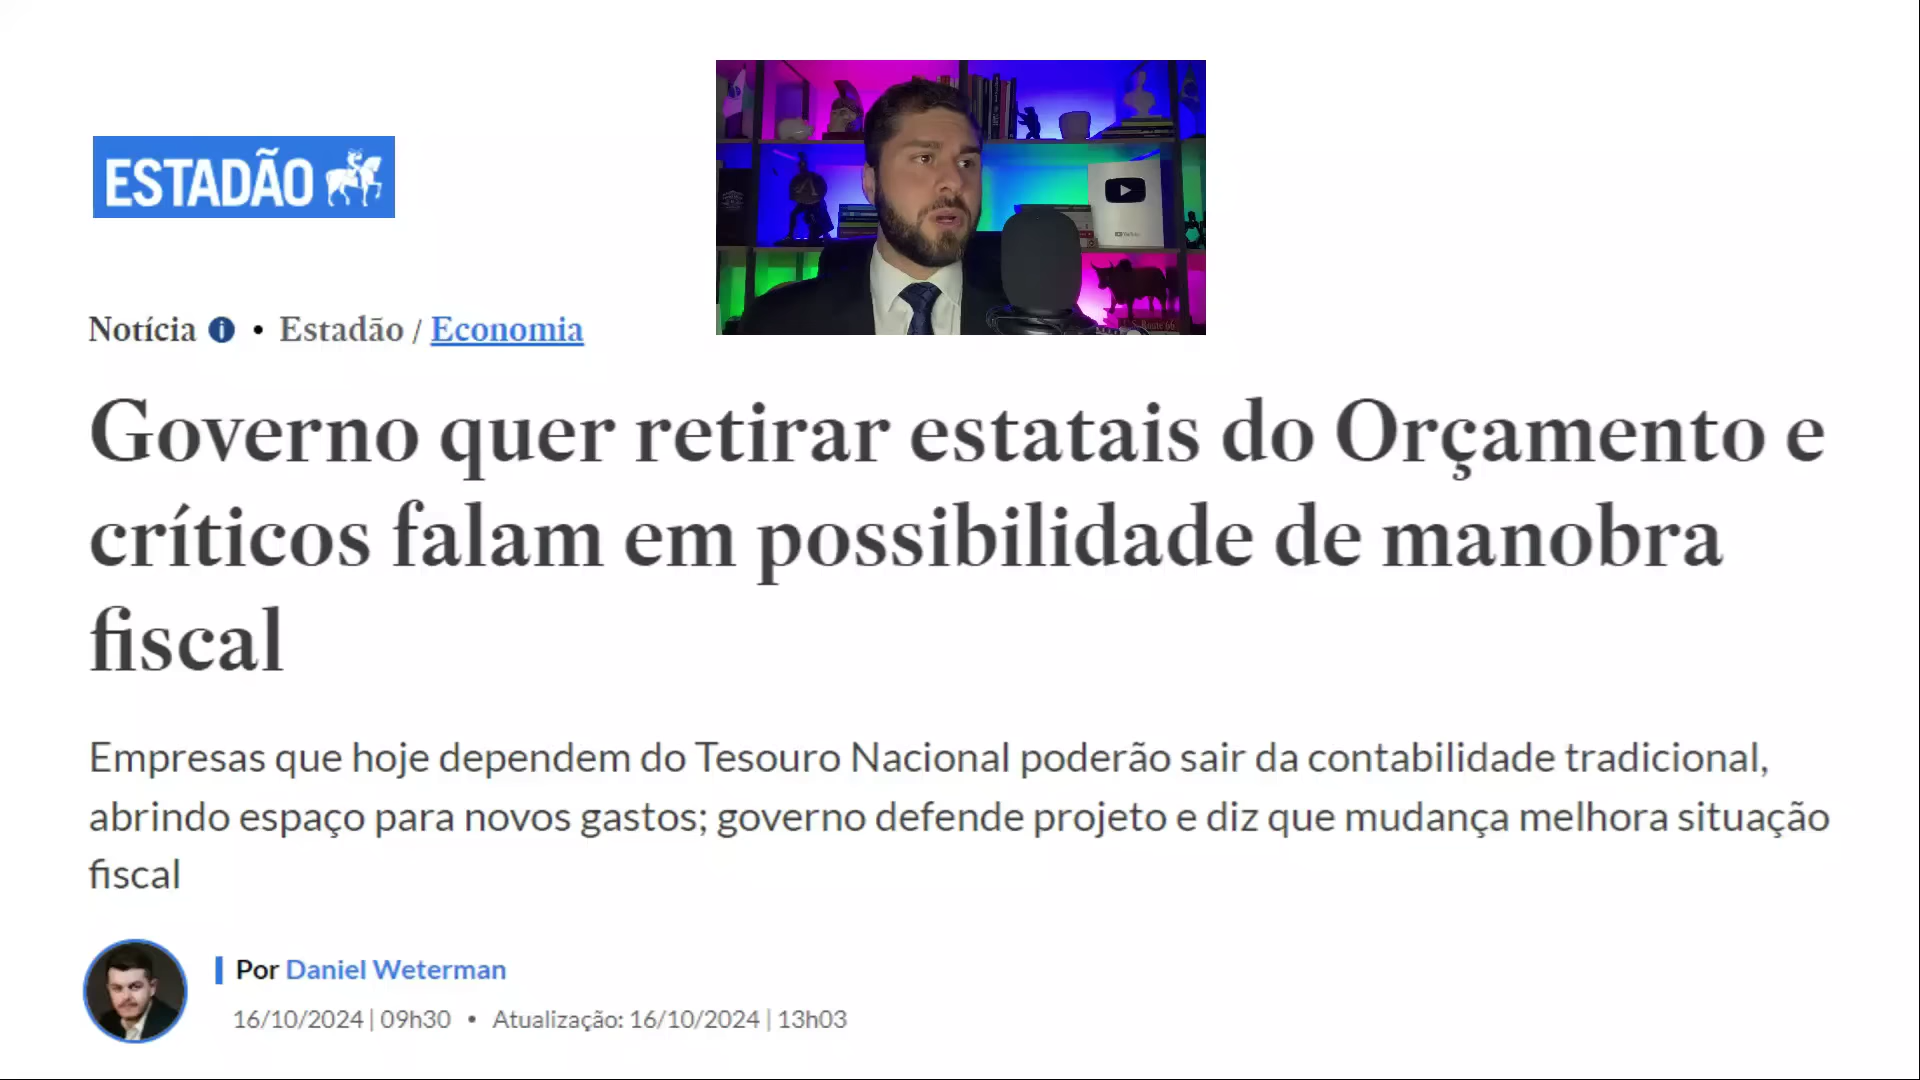 ESTADÃO
Notícia i • Estadão / Economia
Governo quer retirar estatais do Orçamento e
críticos falam em possibilidade de manobra
fiscal
Empresas que hoje dependem do Tesouro Nacional poderão sair da contabilidade tradicional,
abrindo espaço para novos gastos; governo defende projeto e diz que mudança melhora situação
fiscal
Por Daniel Weterman
16/10/2024 | 09h30 • Atualização: 16/10/2024 | 13h03